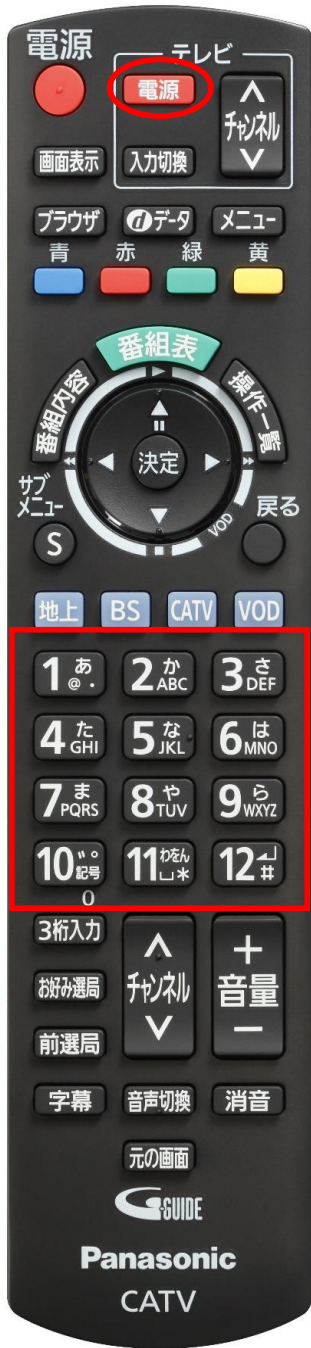 電源
テレビ
電源
チャンネル
画面表示
入力切換
ブラウザ
dデータ
メニュー
青
赤
緑
黄
番組表
番組内容
操作一覧
決定
サブ
メニュー
S
VOD
戻る
地上
BS
CATV
VOD
1 あ @.
2 か ABC
3 さ DEF
4 た GHI
5 な JKL
6 は MNO
7 ま PQRS
8 や TUV
9 ら WXYZ
10 ゛゜ 記号
11 わをん ␣*
12 ⏎ #
0
3桁入力
チャンネル
+
音量
-
お好み選局
前選局
字幕
音声切換
消音
元の画面
G-GUIDE
Panasonic
CATV